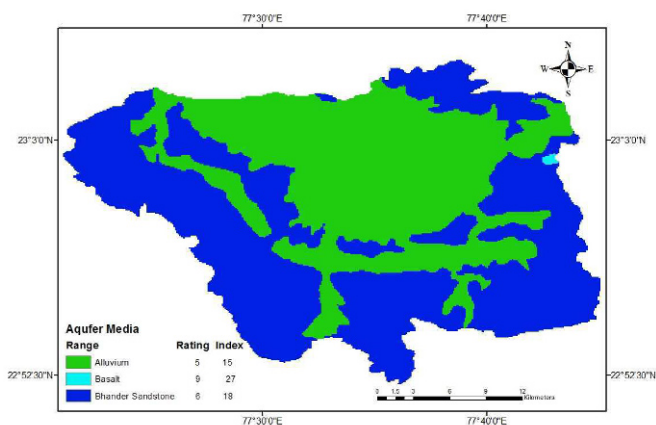 77°30'0"E 77°40'0"E
N
W E
S
23°3'0"N 23°3'0"N
Aqufer Media
Range Rating Index
Alluvium 5 15
Basalt 9 27
Bhander Sandstone 6 18
22°52'30"N 22°52'30"N
0 1.5 3 6 9 12
Kilometers
77°30'0"E 77°40'0"E